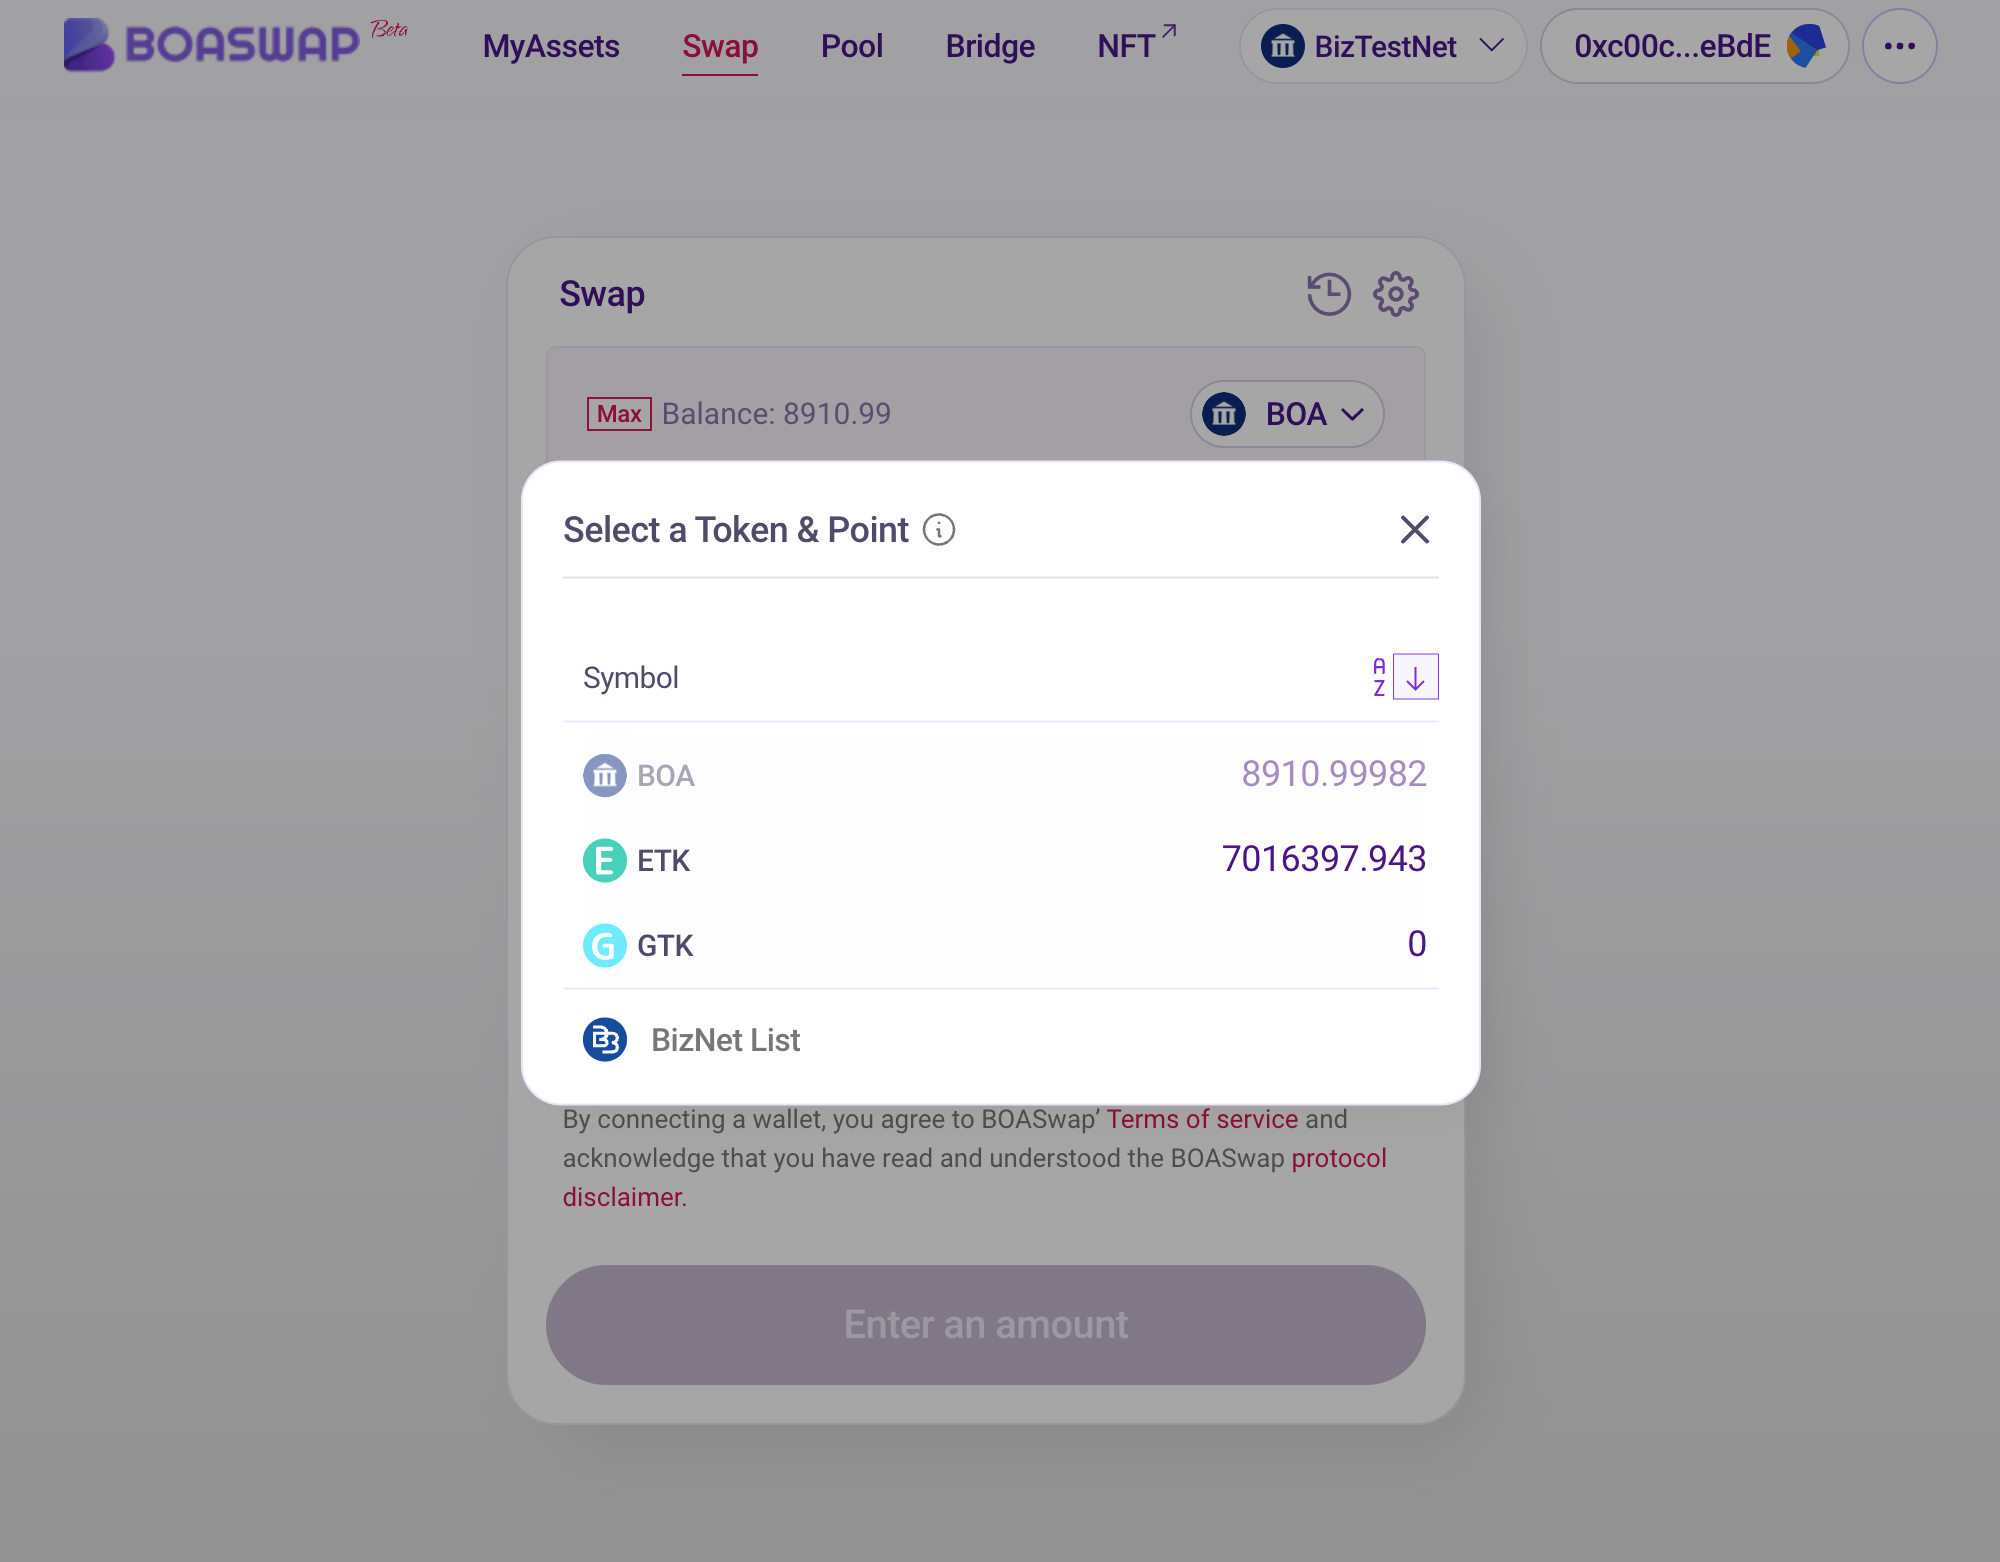 BOASWAP Beta MyAssets Swap Pool Bridge NFT BizTestNet 0xc00c...eBdE
Swap
Max Balance: 8910.99 BOA
Select a Token & Point
Symbol A Z
BOA 8910.99982
ETK 7016397.943
GTK 0
BizNet List
By connecting a wallet, you agree to BOASwap’ Terms of service and
acknowledge that you have read and understood the BOASwap protocol
disclaimer.
Enter an amount